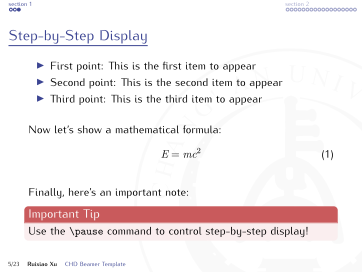 section 1
section 2
Step-by-Step Display
First point: This is the first item to appear
Second point: This is the second item to appear
Third point: This is the third item to appear
Now let's show a mathematical formula:
E = mc² (1)
Finally, here's an important note:
Important Tip
Use the \pause command to control step-by-step display!
5/23 Ruixiao Xu CHD Beamer Template